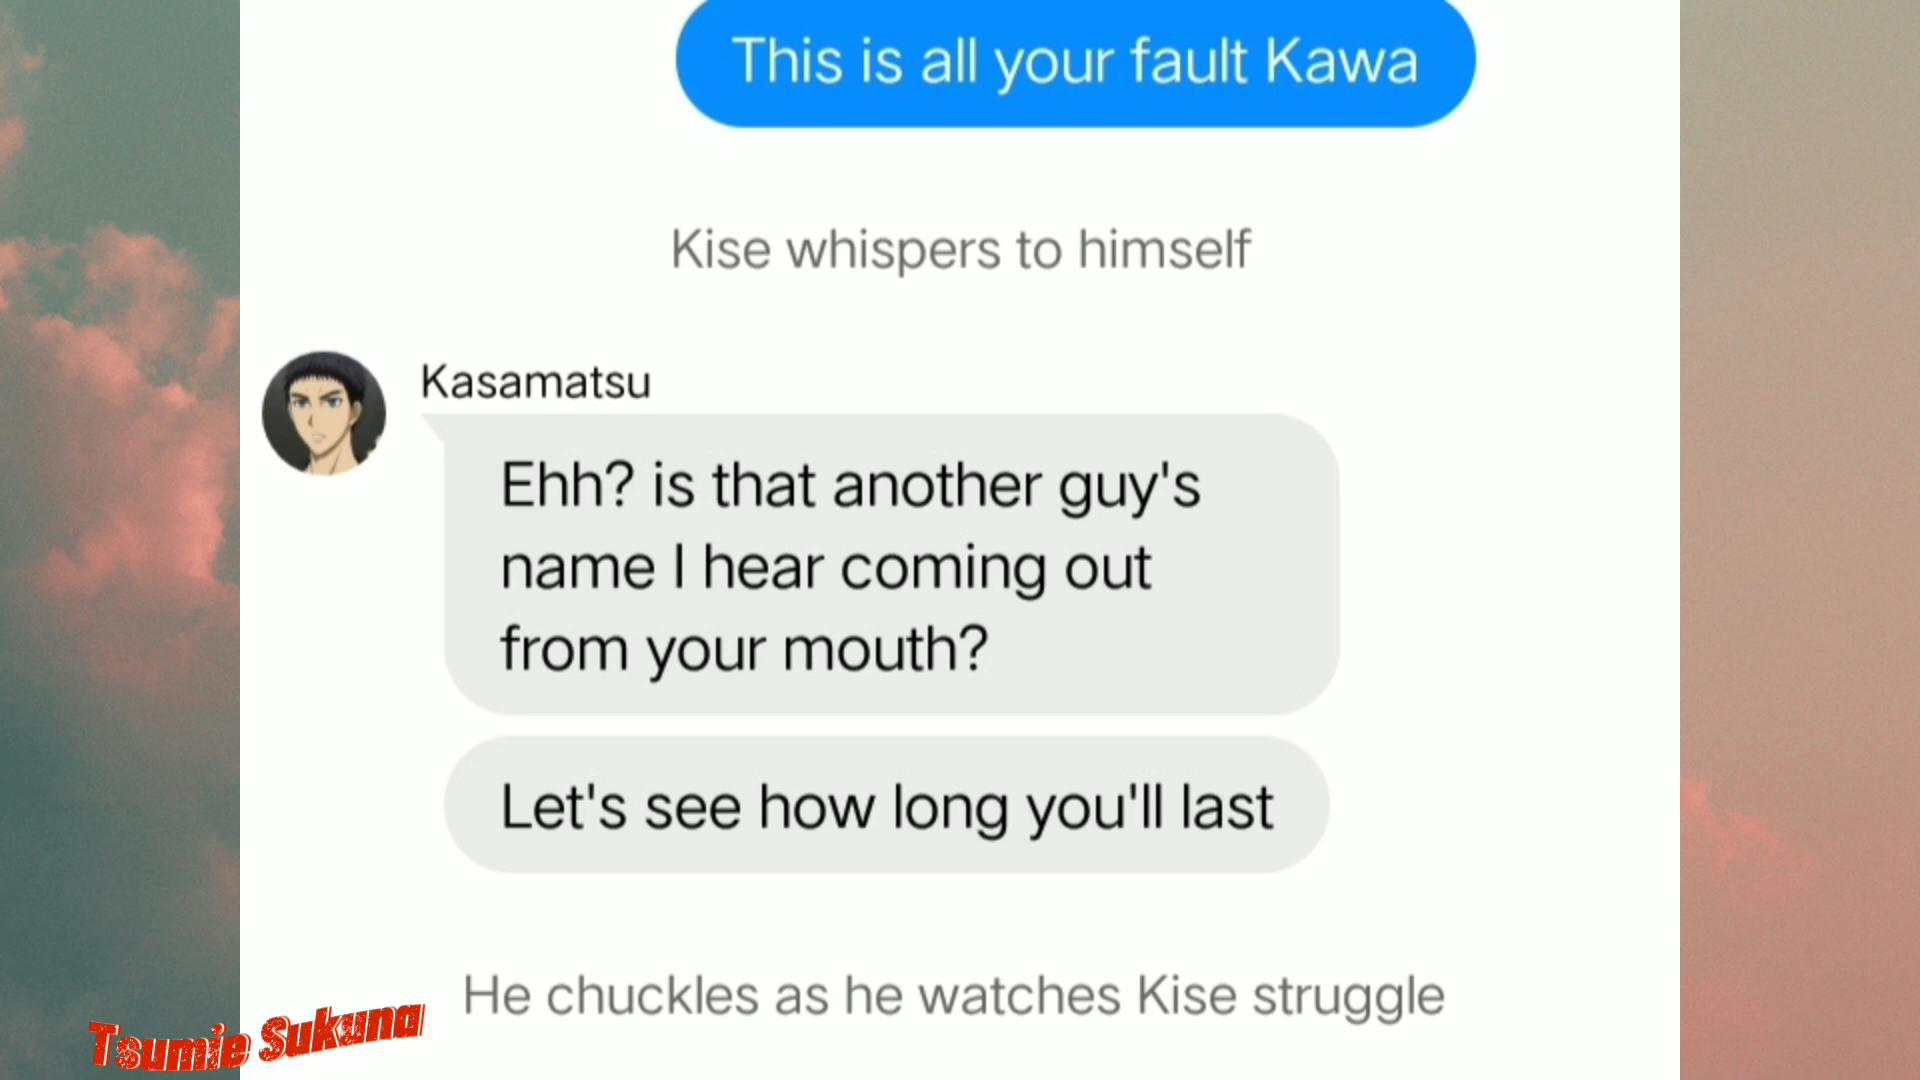 This is all your fault Kawa
Kise whispers to himself
Kasamatsu
Ehh? is that another guy's
name I hear coming out
from your mouth?
Let's see how long you'll last
He chuckles as he watches Kise struggle
Tsumie Sukuna